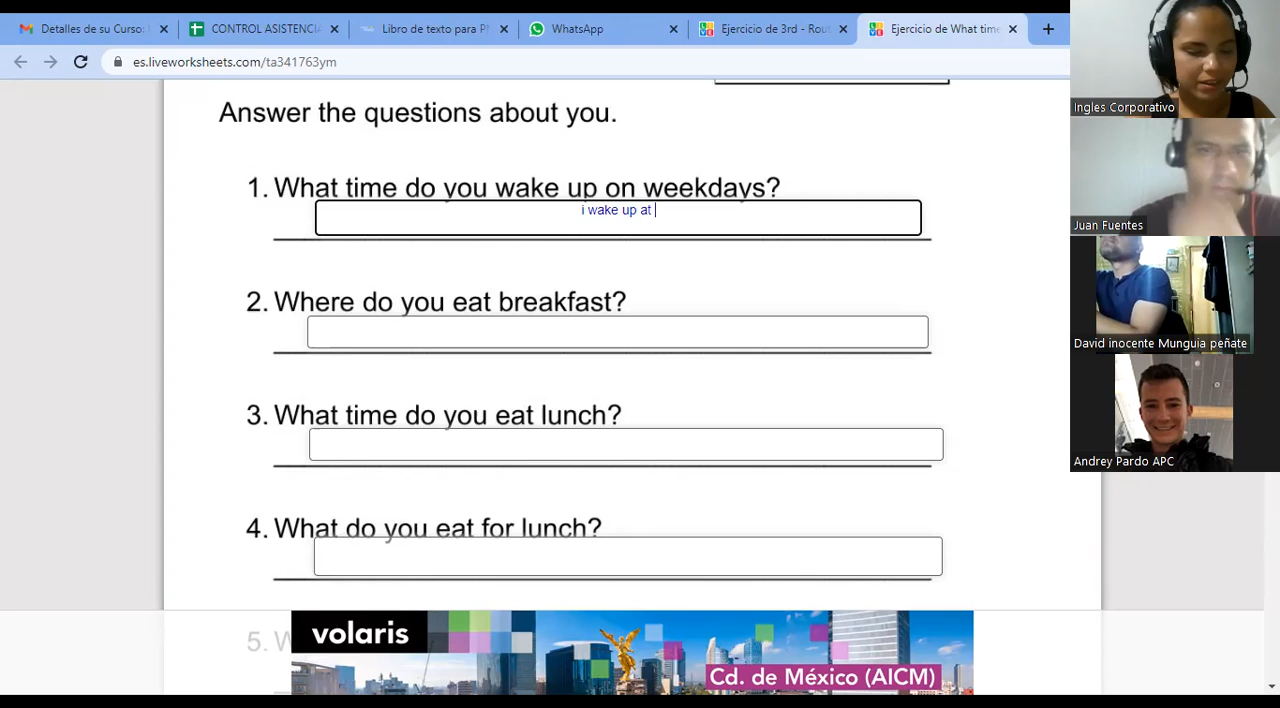 Detalles de su Curso:
CONTROL ASISTENCIA
Libro de texto para P
WhatsApp
Ejercicio de 3rd - Rou
Ejercicio de What time
es.liveworksheets.com/ta341763ym
Answer the questions about you.
1. What time do you wake up on weekdays?
i wake up at
2. Where do you eat breakfast?
3. What time do you eat lunch?
4. What do you eat for lunch?
5. W
volaris
Cd. de México (AICM)
Ingles Corporativo
Juan Fuentes
David inocente Munguia peñate
Andrey Pardo APC